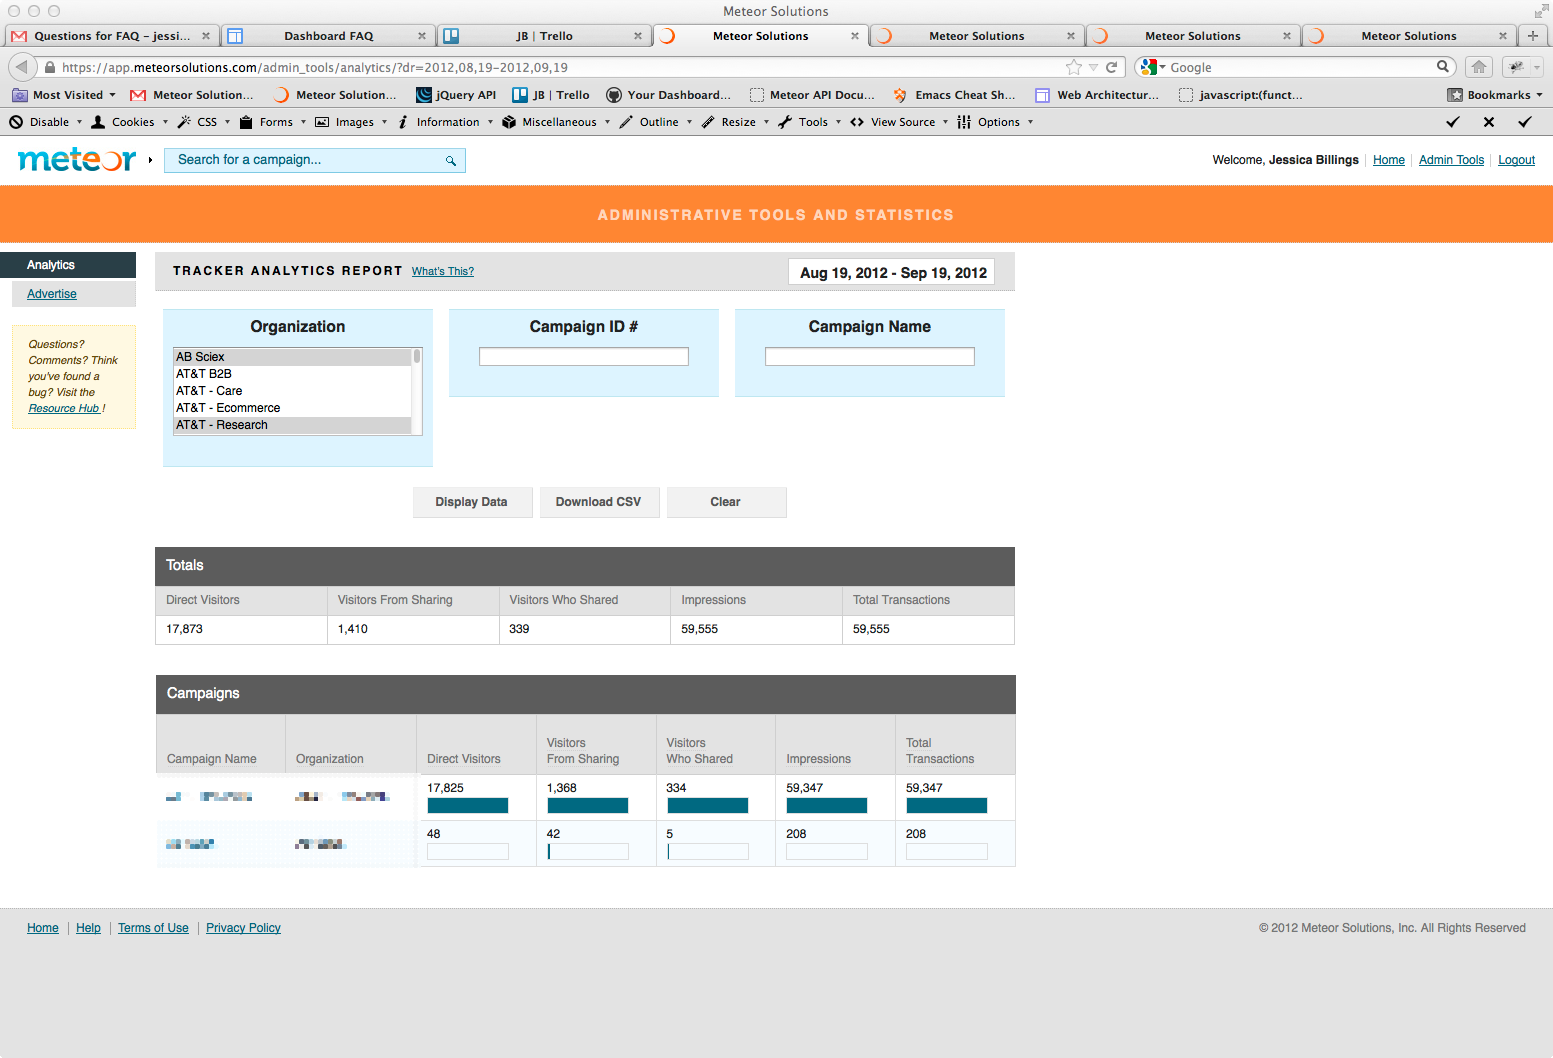 Meteor Solutions
Questions for FAQ – jessi...
Dashboard FAQ
JB | Trello
Meteor Solutions
Meteor Solutions
Meteor Solutions
Meteor Solutions
https://app.meteorsolutions.com/admin_tools/analytics/?dr=2012,08,19-2012,09,19
Google
Most Visited
Meteor Solution...
Meteor Solution...
jQuery API
JB | Trello
Your Dashboard...
Meteor API Docu...
Emacs Cheat Sh...
Web Architectur...
javascript:(funct...
Bookmarks
Disable
Cookies
CSS
Forms
Images
Information
Miscellaneous
Outline
Resize
Tools
View Source
Options
meteor
Search for a campaign...
Welcome, Jessica Billings
Home
Admin Tools
Logout
ADMINISTRATIVE TOOLS AND STATISTICS
Analytics
Advertise
Questions?
Comments? Think
you've found a
bug? Visit the
Resource Hub !
TRACKER ANALYTICS REPORT What's This?
Aug 19, 2012 - Sep 19, 2012
Organization
AB Sciex
AT&T B2B
AT&T - Care
AT&T - Ecommerce
AT&T - Research
Campaign ID #
Campaign Name
Display Data
Download CSV
Clear
Totals
Direct Visitors
Visitors From Sharing
Visitors Who Shared
Impressions
Total Transactions
17,873
1,410
339
59,555
59,555
Campaigns
Campaign Name
Organization
Direct Visitors
Visitors
From Sharing
Visitors
Who Shared
Impressions
Total
Transactions
17,825
1,368
334
59,347
59,347
48
42
5
208
208
Home
Help
Terms of Use
Privacy Policy
© 2012 Meteor Solutions, Inc. All Rights Reserved